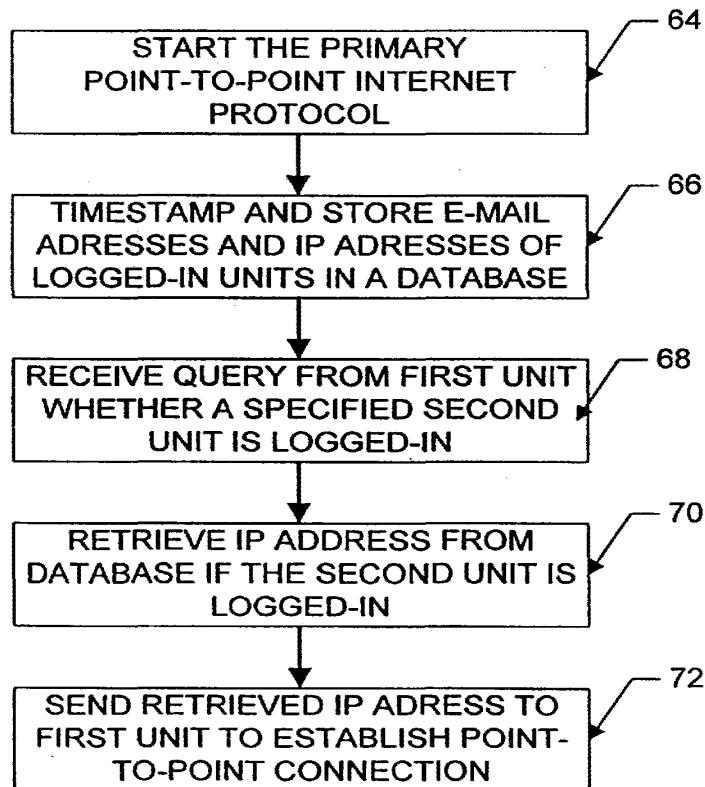 64
START THE PRIMARY
POINT-TO-POINT INTERNET
PROTOCOL
66
TIMESTAMP AND STORE E-MAIL
ADRESSES AND IP ADRESSES OF
LOGGED-IN UNITS IN A DATABASE
68
RECEIVE QUERY FROM FIRST UNIT
WHETHER A SPECIFIED SECOND
UNIT IS LOGGED-IN
70
RETRIEVE IP ADDRESS FROM
DATABASE IF THE SECOND UNIT IS
LOGGED-IN
72
SEND RETRIEVED IP ADRESS TO
FIRST UNIT TO ESTABLISH POINT-
TO-POINT CONNECTION